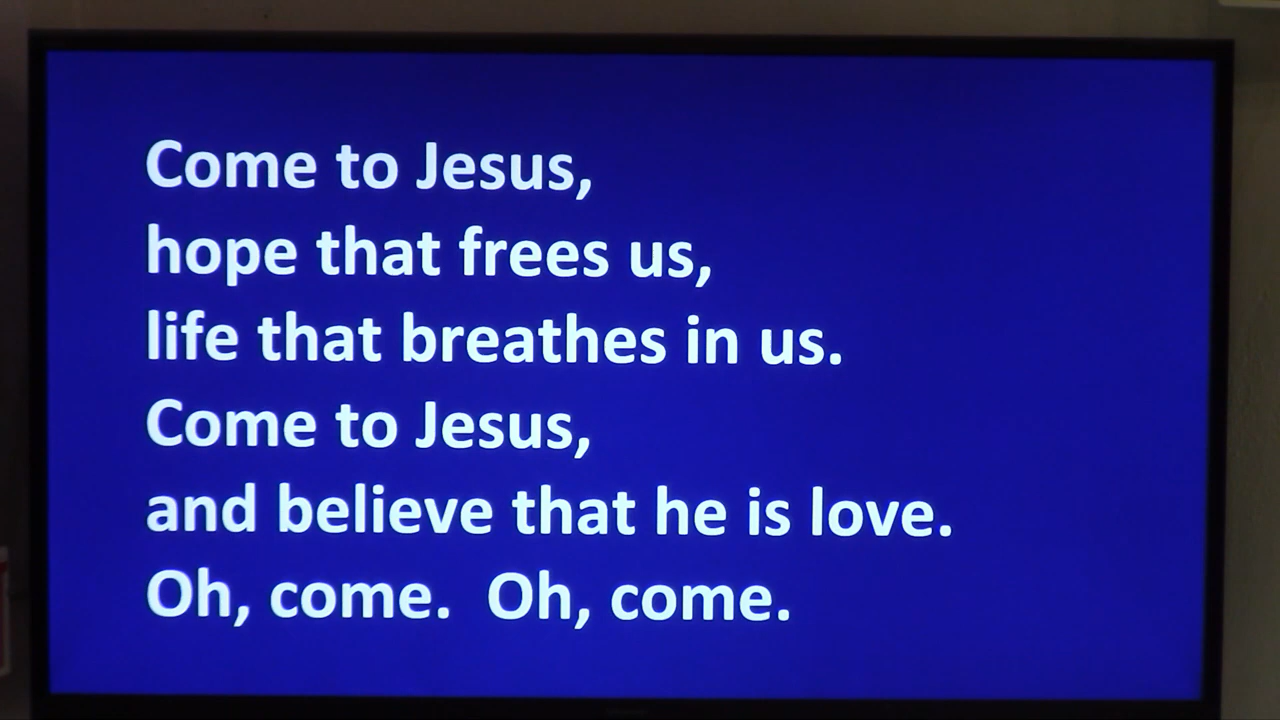 Come to Jesus,
hope that frees us,
life that breathes in us.
Come to Jesus,
and believe that he is love.
Oh, come.  Oh, come.